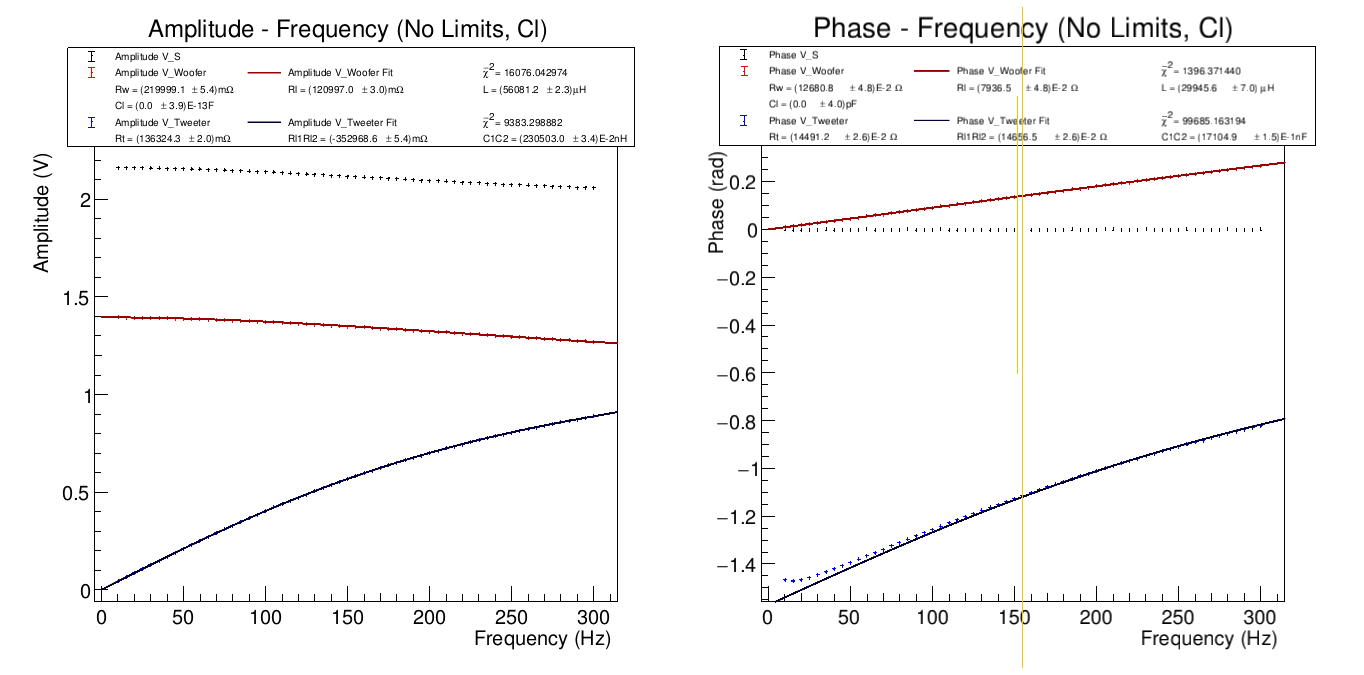 Amplitude - Frequency (No Limits, Cl)
Amplitude V_S
Amplitude V_Woofer
Amplitude V_Woofer Fit
χ̄²= 16076.042974
Rw = (219999.1 ± 5.4)mΩ
Rl = (120997.0 ± 3.0)mΩ
L = (56081.2 ± 2.3)μH
Cl = (0.0 ± 3.9)E-13F
Amplitude V_Tweeter
Amplitude V_Tweeter Fit
χ̄²= 9383.298882
Rt = (136324.3 ± 2.0)mΩ
Rl1Rl2 = (-352968.6 ± 5.4)mΩ
C1C2 = (230503.0 ± 3.4)E-2nH
Amplitude (V)
2
1.5
1
0.5
0
0 50 100 150 200 250 300
Frequency (Hz)
Phase - Frequency (No Limits, Cl)
Phase V_S
Phase V_Woofer
Phase V_Woofer Fit
χ̄²= 1396.371440
Rw = (12680.8 ± 4.8)E-2 Ω
Rl = (7936.5 ± 4.8)E-2 Ω
L = (29945.6 ± 7.0) μH
Cl = (0.0 ± 4.0)pF
Phase V_Tweeter
Phase V_Tweeter Fit
χ̄²= 99685.163194
Rt = (14491.2 ± 2.6)E-2 Ω
Rl1Rl2 = (14656.5 ± 2.6)E-2 Ω
C1C2 = (17104.9 ± 1.5)E-1nF
Phase (rad)
0.2
0
−0.2
−0.4
−0.6
−0.8
−1
−1.2
−1.4
0 50 100 150 200 250 300
Frequency (Hz)